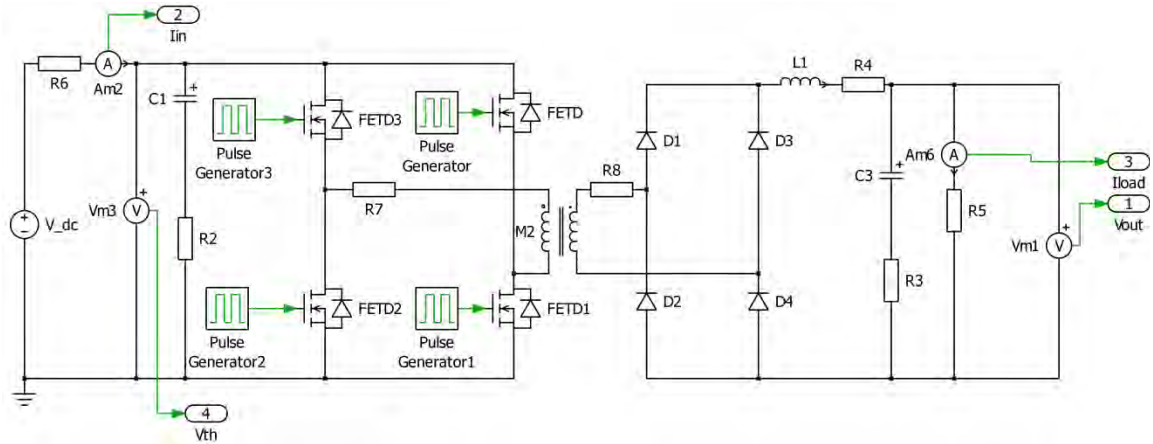 2
Iin
A
R6
Am2
C1
FETD3
FETD
Pulse
Generator3
Pulse
Generator
L1
R4
D1
D3
R8
Am6
A
C3
3
Iload
R7
V_dc
Vm3
V
R2
M2
R5
1
Vout
Vm1
V
R3
FETD2
FETD1
D2
D4
Pulse
Generator2
Pulse
Generator1
4
Vth